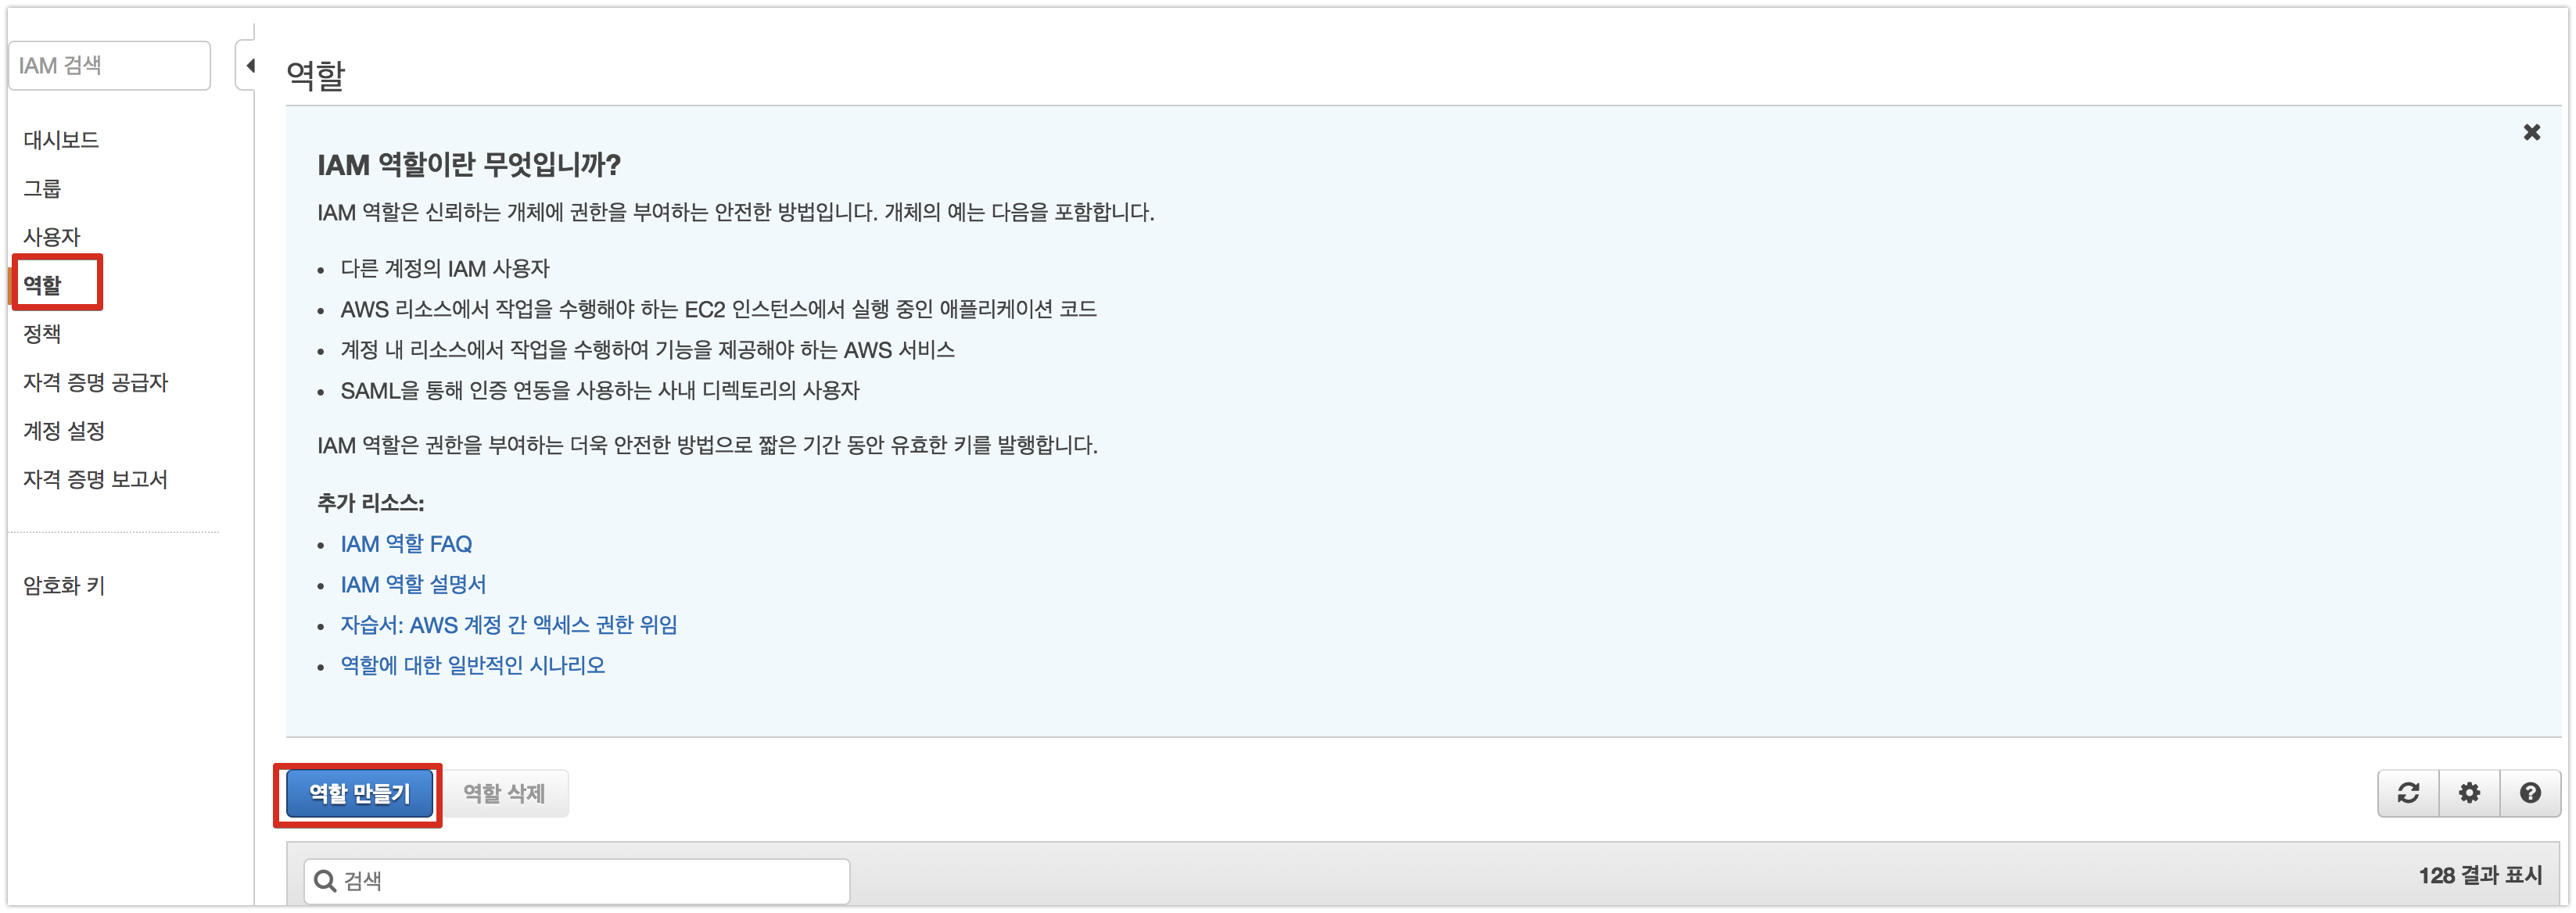 IAM 검색
대시보드
그룹
사용자
역할
정책
자격 증명 공급자
계정 설정
자격 증명 보고서
암호화 키
역할
IAM 역할이란 무엇입니까?
IAM 역할은 신뢰하는 개체에 권한을 부여하는 안전한 방법입니다. 개체의 예는 다음을 포함합니다.
• 다른 계정의 IAM 사용자
• AWS 리소스에서 작업을 수행해야 하는 EC2 인스턴스에서 실행 중인 애플리케이션 코드
• 계정 내 리소스에서 작업을 수행하여 기능을 제공해야 하는 AWS 서비스
• SAML을 통해 인증 연동을 사용하는 사내 디렉토리의 사용자
IAM 역할은 권한을 부여하는 더욱 안전한 방법으로 짧은 기간 동안 유효한 키를 발행합니다.
추가 리소스:
• IAM 역할 FAQ
• IAM 역할 설명서
• 자습서: AWS 계정 간 액세스 권한 위임
• 역할에 대한 일반적인 시나리오
역할 만들기
역할 삭제
검색
128 결과 표시